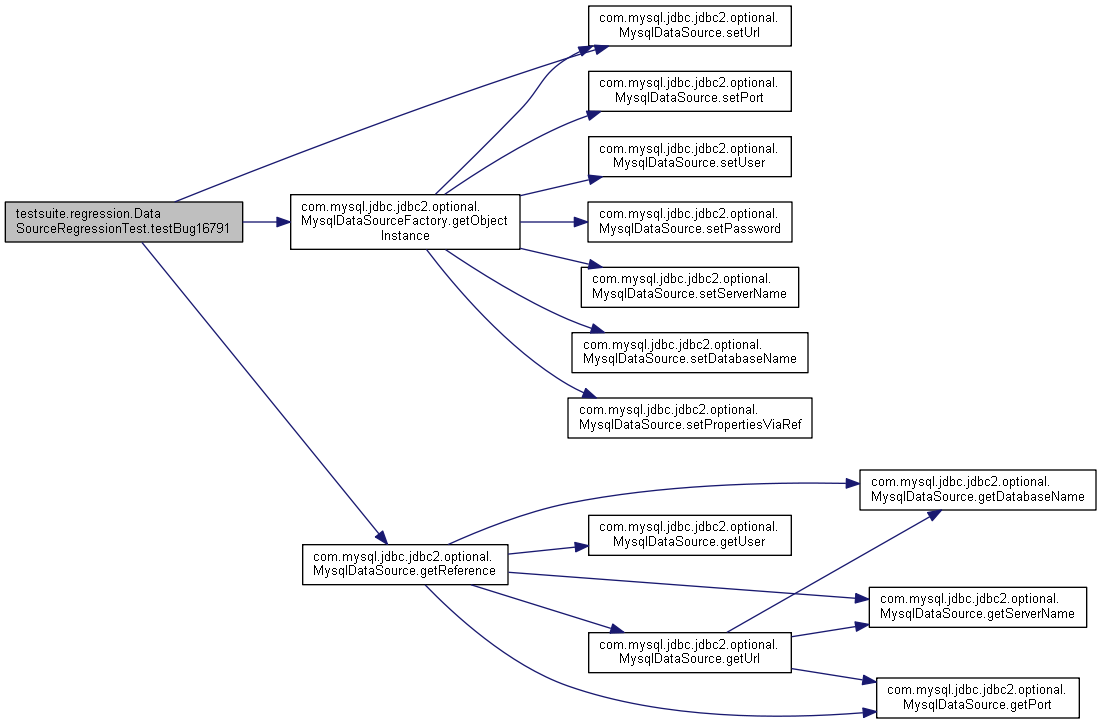 com.mysql.jdbc.jdbc2.optional.
MysqlDataSource.setUrl
com.mysql.jdbc.jdbc2.optional.
MysqlDataSource.setPort
com.mysql.jdbc.jdbc2.optional.
MysqlDataSource.setUser
testsuite.regression.Data
SourceRegressionTest.testBug16791
com.mysql.jdbc.jdbc2.optional.
MysqlDataSourceFactory.getObject
Instance
com.mysql.jdbc.jdbc2.optional.
MysqlDataSource.setPassword
com.mysql.jdbc.jdbc2.optional.
MysqlDataSource.setServerName
com.mysql.jdbc.jdbc2.optional.
MysqlDataSource.setDatabaseName
com.mysql.jdbc.jdbc2.optional.
MysqlDataSource.setPropertiesViaRef
com.mysql.jdbc.jdbc2.optional.
MysqlDataSource.getDatabaseName
com.mysql.jdbc.jdbc2.optional.
MysqlDataSource.getUser
com.mysql.jdbc.jdbc2.optional.
MysqlDataSource.getReference
com.mysql.jdbc.jdbc2.optional.
MysqlDataSource.getServerName
com.mysql.jdbc.jdbc2.optional.
MysqlDataSource.getUrl
com.mysql.jdbc.jdbc2.optional.
MysqlDataSource.getPort